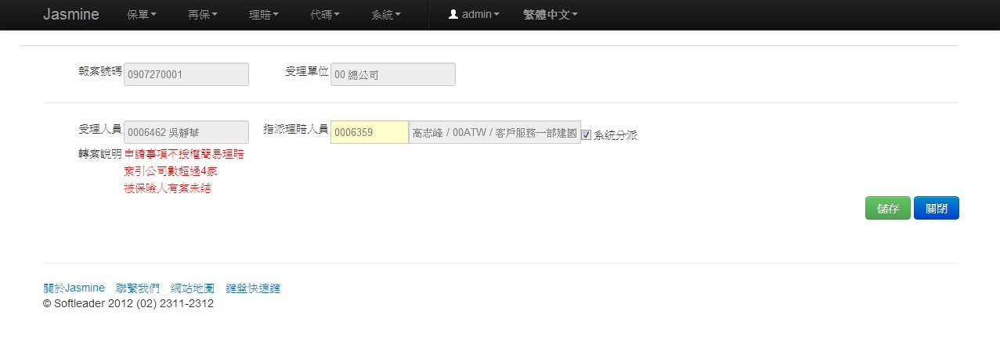 Jasmine 保單 再保 理賠 代碼 系統 admin 繁體中文
報案號碼 0907270001 受理單位 00 總公司
受理人員 0006462 吳靜華 指派理賠人員 0006359 高志峰 / 00ATW / 客戶服務一部建國 系統分派
轉案說明 申請事項不授權簡易理賠
索引公司數超過4家
被保險人有案未結
儲存 關閉
關於Jasmine 聯繫我們 網站地圖 鍵盤快速鍵
© Softleader 2012 (02) 2311-2312